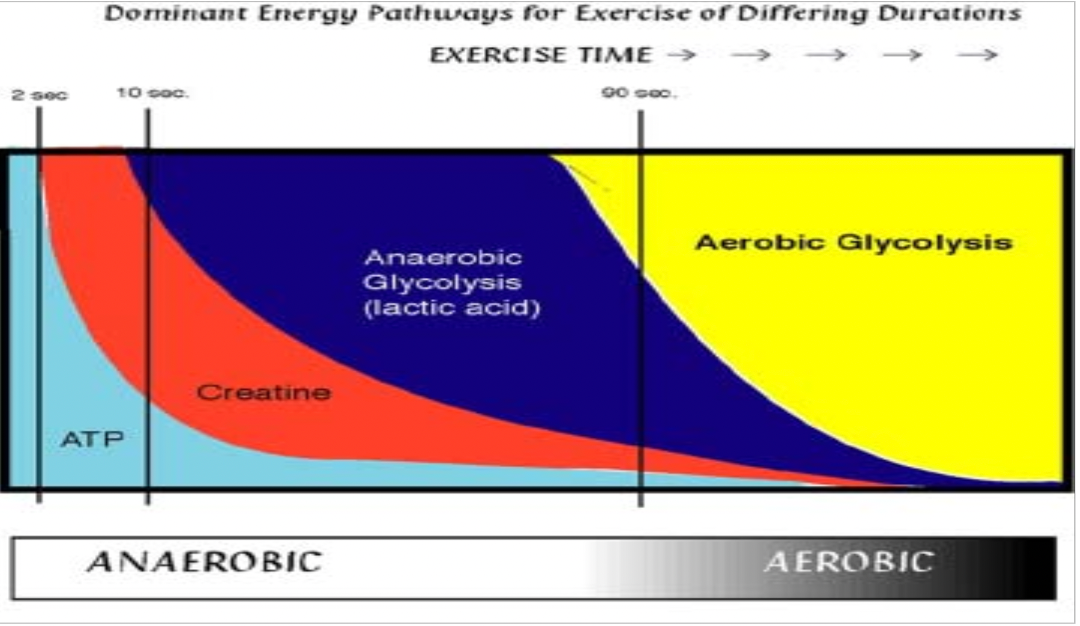 Dominant Energy Pathways for Exercise of Differing Durations
EXERCISE TIME → → → → →
2 sec 10 sec. 90 sec.
Aerobic Glycolysis
Anaerobic
Glycolysis
(lactic acid)
Creatine
ATP
ANAEROBIC AEROBIC